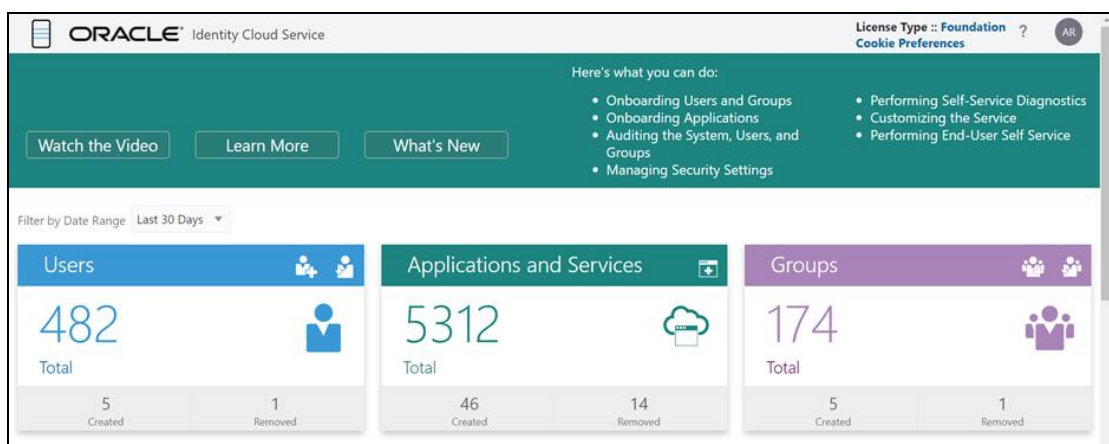 ORACLE® Identity Cloud Service
License Type :: Foundation ? AR
Cookie Preferences
Here's what you can do:
• Onboarding Users and Groups
• Onboarding Applications
• Auditing the System, Users, and
Groups
• Managing Security Settings
• Performing Self-Service Diagnostics
• Customizing the Service
• Performing End-User Self Service
Watch the Video Learn More What's New
Filter by Date Range Last 30 Days
Users
482
Total
5 1
Created Removed
Applications and Services
5312
Total
46 14
Created Removed
Groups
174
Total
5 1
Created Removed